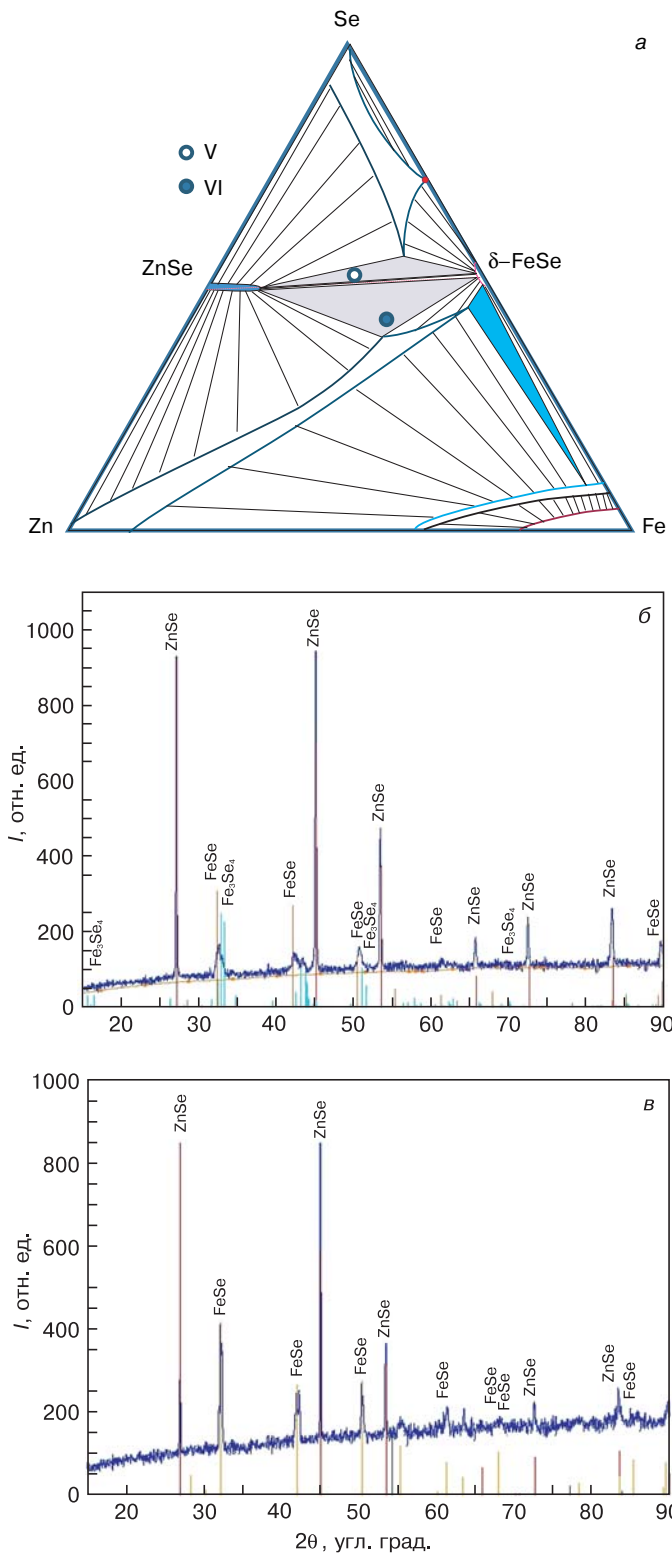 Se
а
V
VI
ZnSe
δ–FeSe
Zn
Fe
б
1000
800
600
400
200
0
I, отн. ед.
Fe3Se4
ZnSe
FeSe
Fe3Se4
FeSe
ZnSe
FeSe
Fe3Se4
ZnSe
FeSe
ZnSe
Fe3Se4
ZnSe
ZnSe
FeSe
20 30 40 50 60 70 80 90
в
1000
800
600
400
200
0
I, отн. ед.
ZnSe
FeSe
FeSe
ZnSe
FeSe
ZnSe
FeSe
FeSe
FeSe
ZnSe
ZnSe
FeSe
20 30 40 50 60 70 80 90
2θ, угл. град.